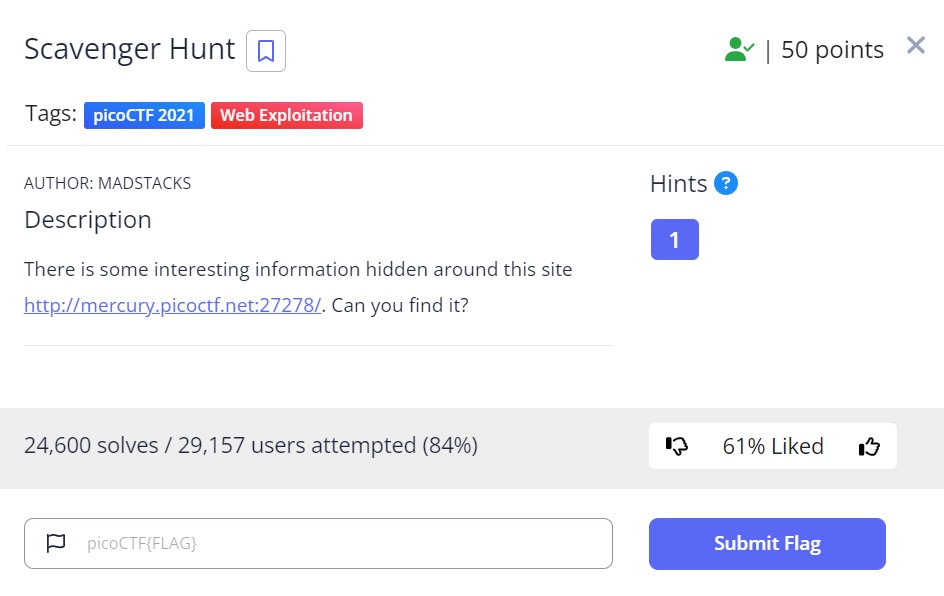 Scavenger Hunt
| 50 points
Tags: picoCTF 2021 Web Exploitation
AUTHOR: MADSTACKS
Description
There is some interesting information hidden around this site
http://mercury.picoctf.net:27278/. Can you find it?
Hints ?
1
24,600 solves / 29,157 users attempted (84%)
61% Liked
picoCTF{FLAG}
Submit Flag